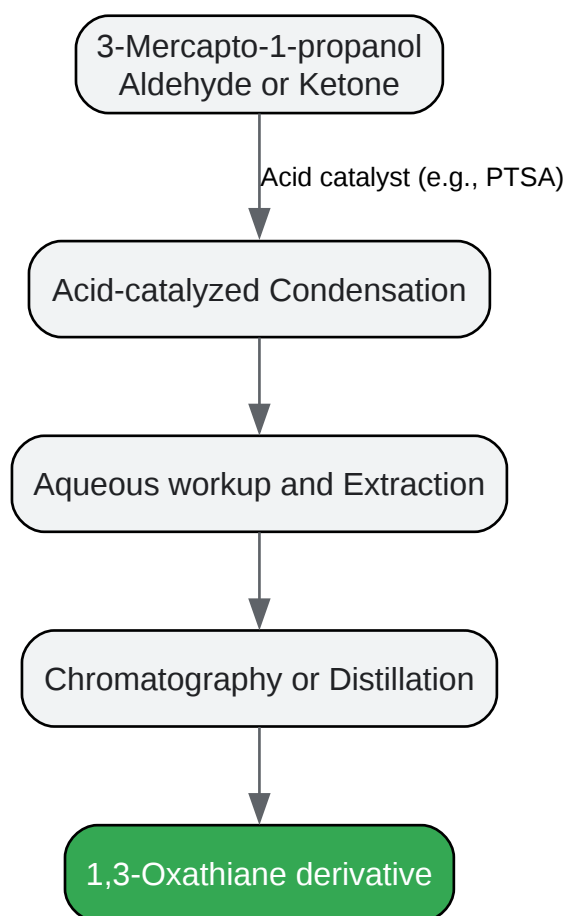 3-Mercapto-1-propanol
Aldehyde or Ketone
Acid catalyst (e.g., PTSA)
Acid-catalyzed Condensation
Aqueous workup and Extraction
Chromatography or Distillation
1,3-Oxathiane derivative